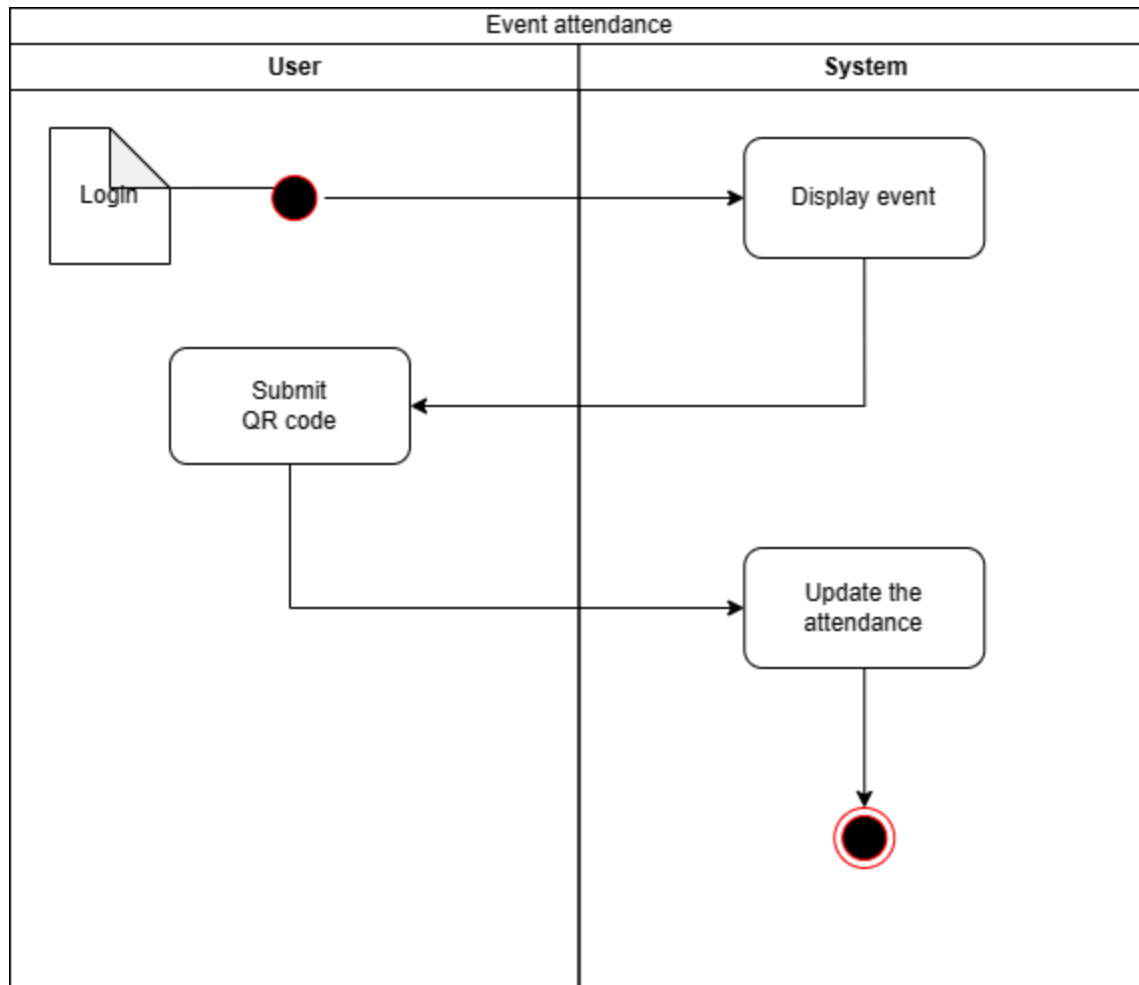 Event attendance
User
System
Login
Display event
Submit
QR code
Update the
attendance